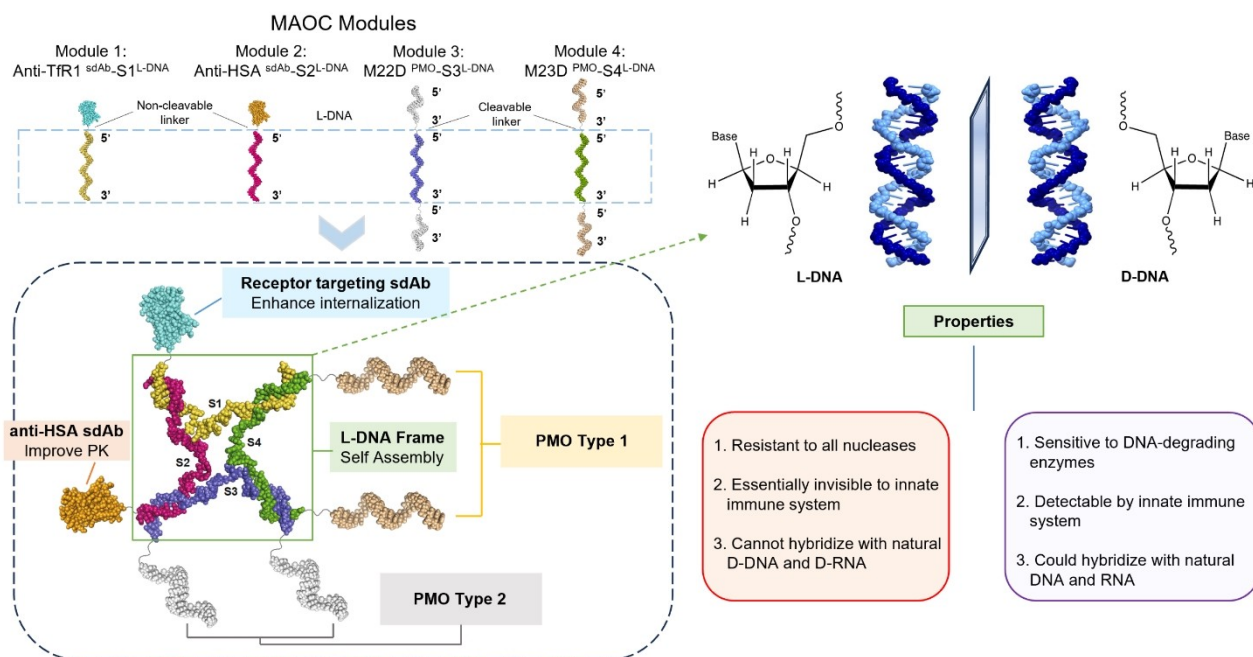 MAOC Modules
Module 1:
Anti-TfR1 sdAb-S1L-DNA
Module 2:
Anti-HSA sdAb-S2L-DNA
Module 3:
M22D PMO-S3L-DNA
Module 4:
M23D PMO-S4L-DNA
5’
3’
5’
3’
Non-cleavable
linker
L-DNA
Cleavable
linker
5’
3’
5’
3’
5’
3’
5’
3’
5’
3’
5’
3’
Receptor targeting sdAb
Enhance internalization
anti-HSA sdAb
Improve PK
S1
S2
S3
S4
L-DNA Frame
Self Assembly
PMO Type 1
PMO Type 2
O
Base
O
H
H
H
H
H
O
L-DNA
O
Base
O
H
H
H
H
H
O
D-DNA
Properties
1. Resistant to all nucleases
2. Essentially invisible to innate
immune system
3. Cannot hybridize with natural
D-DNA and D-RNA
1. Sensitive to DNA-degrading
enzymes
2. Detectable by innate immune
system
3. Could hybridize with natural
DNA and RNA